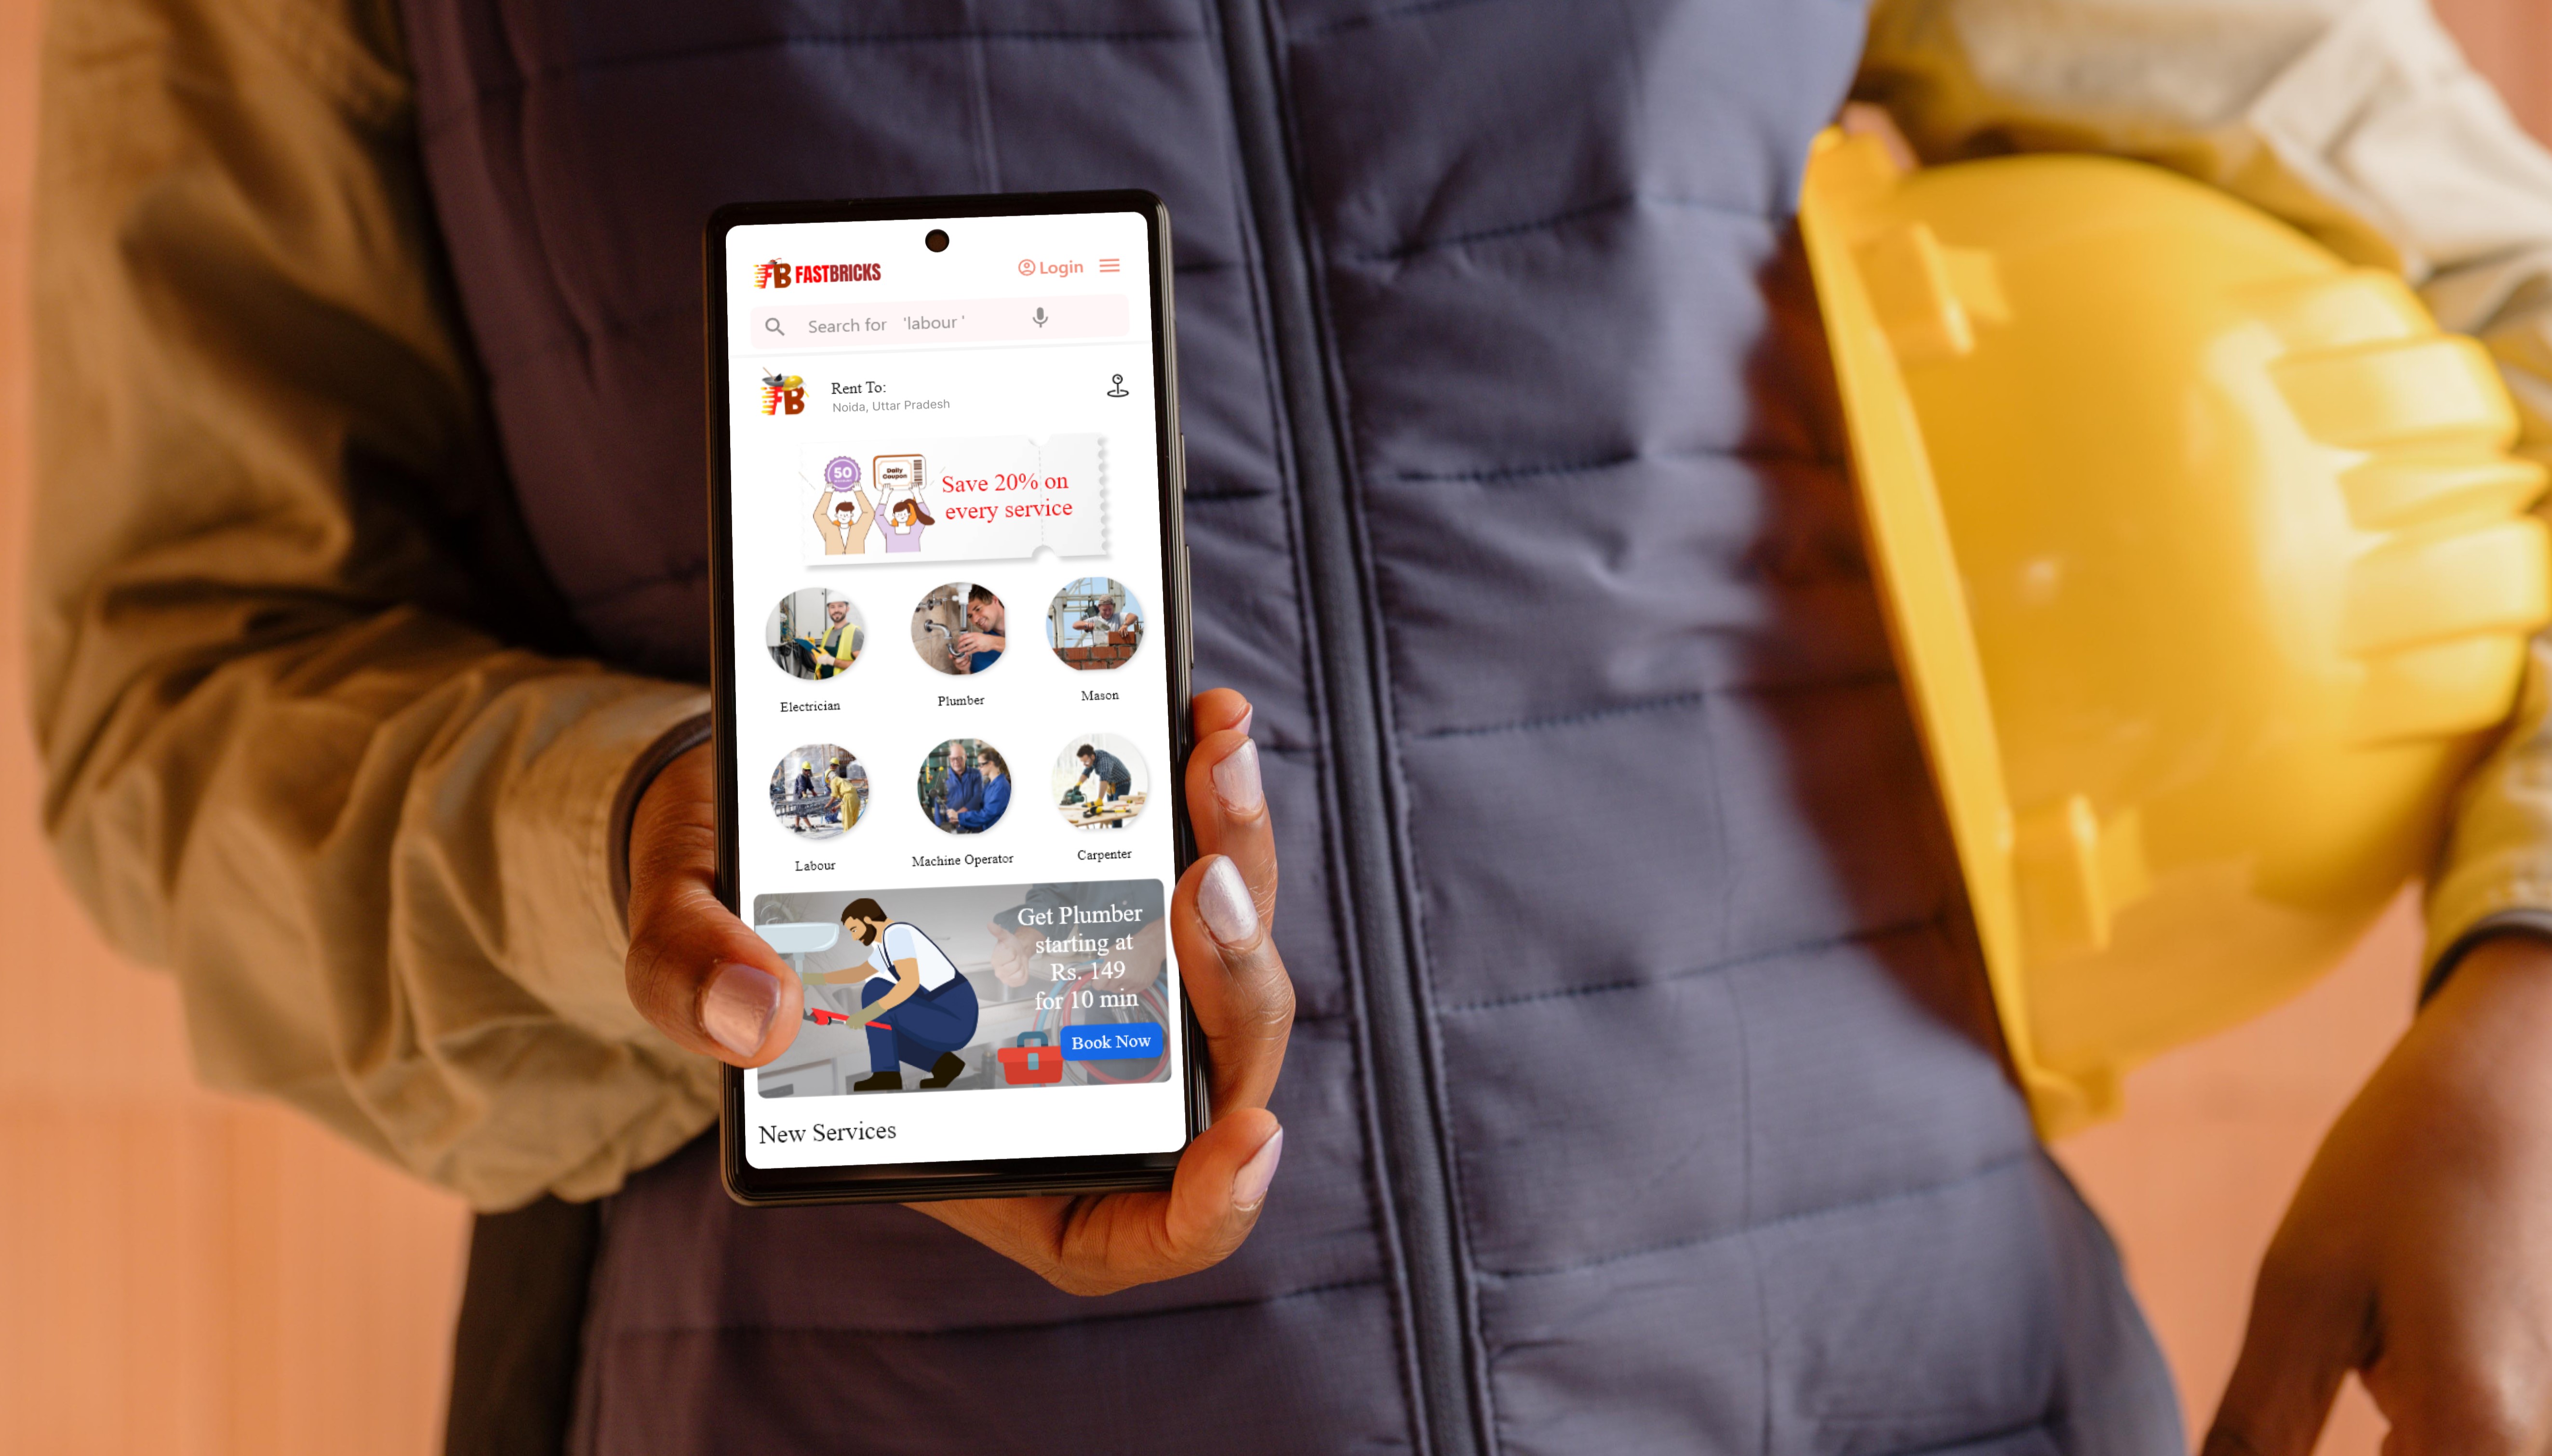 FB FASTBRICKS
Login
Search for 'labour '
FB
Rent To:
Noida, Uttar Pradesh
50
Daily
Coupon
Save 20% on
every service
Electrician
Plumber
Mason
Labour
Machine Operator
Carpenter
Get Plumber
starting at
Rs. 149
for 10 min
Book Now
New Services